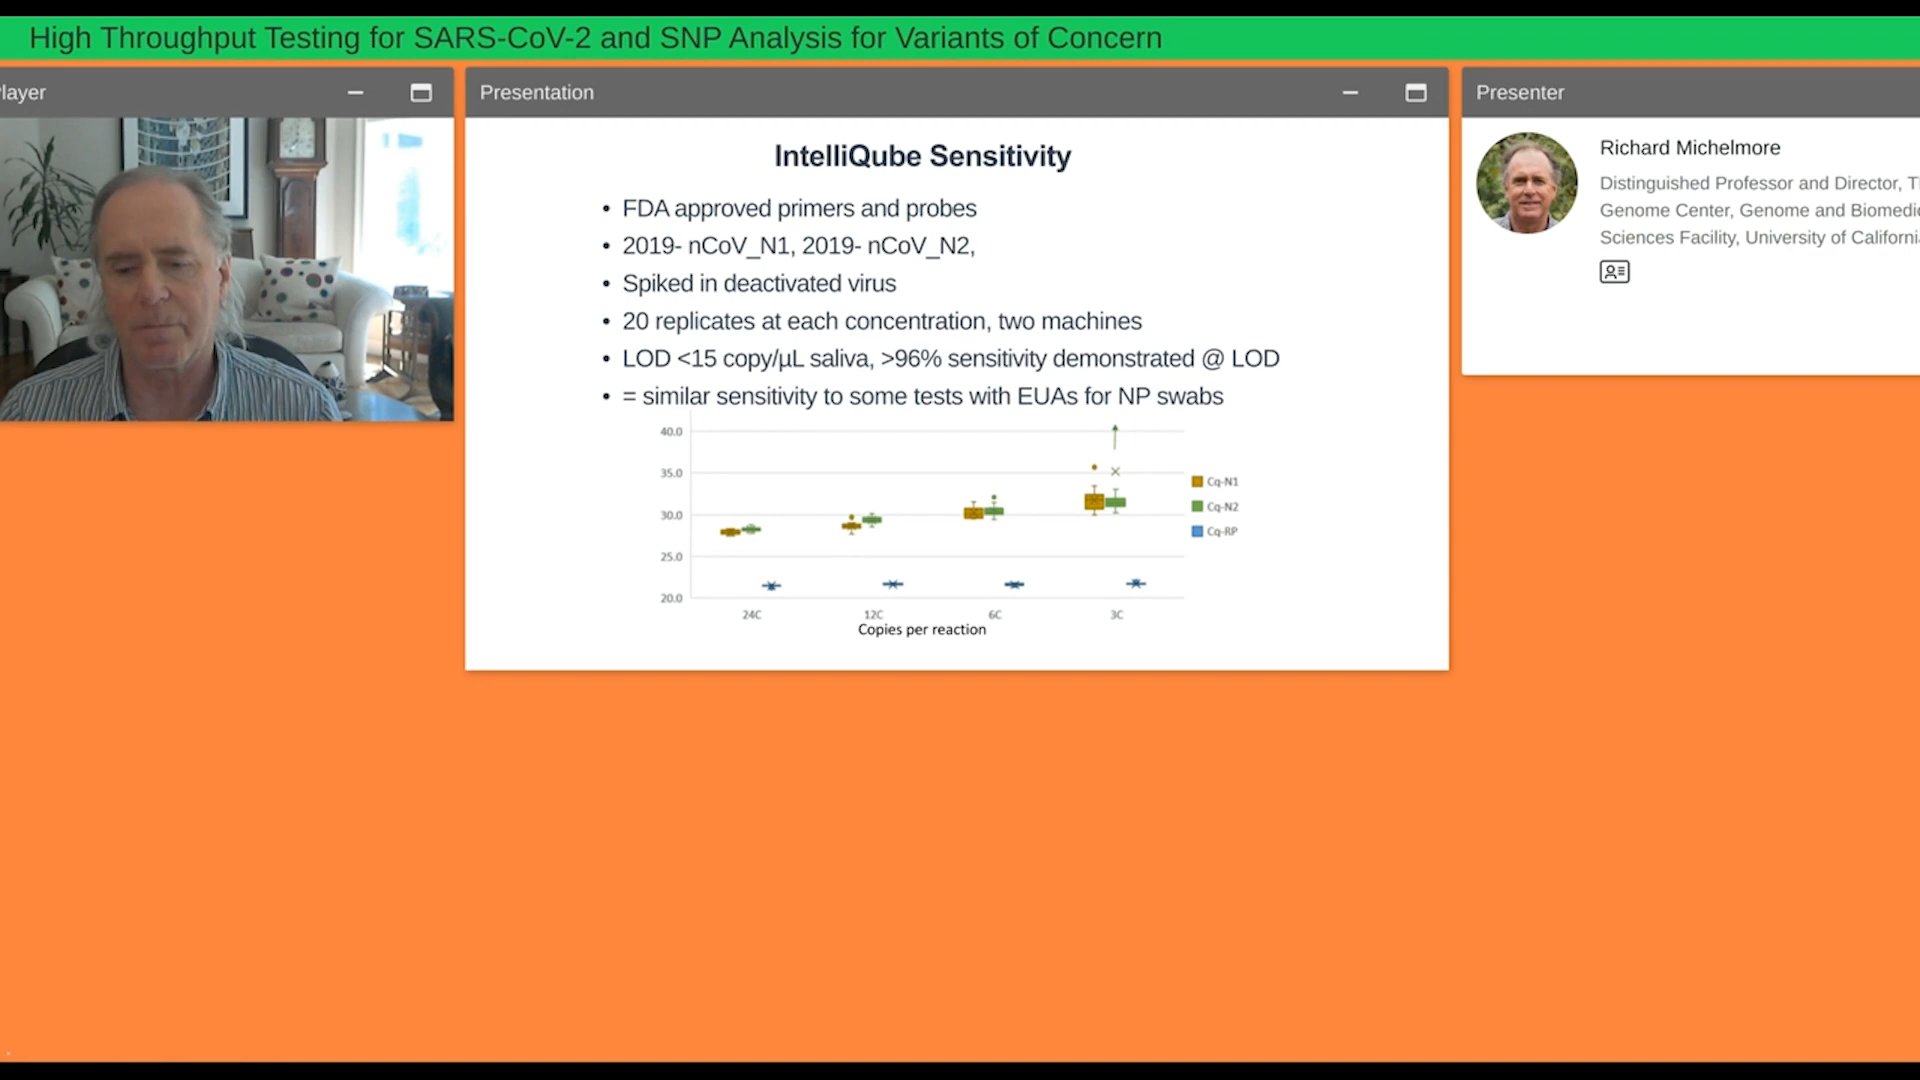 High Throughput Testing for SARS-CoV-2 and SNP Analysis for Variants of Concern
layer
Presentation
IntelliQube Sensitivity
• FDA approved primers and probes
• 2019- nCoV_N1, 2019- nCoV_N2,
• Spiked in deactivated virus
• 20 replicates at each concentration, two machines
• LOD <15 copy/µL saliva, >96% sensitivity demonstrated @ LOD
• = similar sensitivity to some tests with EUAs for NP swabs
40.0
35.0
30.0
25.0
20.0
24C 12C 6C 3C
Copies per reaction
Cq-N1
Cq-N2
Cq-RP
Presenter
Richard Michelmore
Distinguished Professor and Director,
Genome Center, Genome and
Sciences Facility, University of